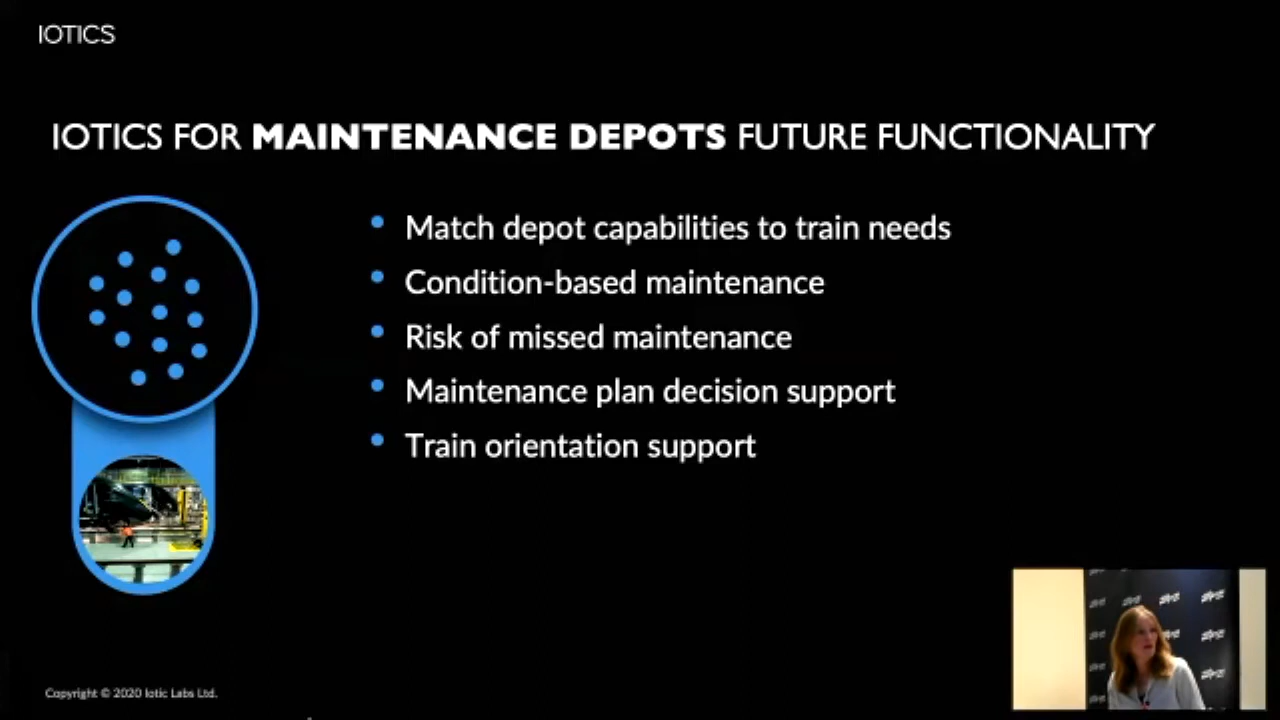 IOTICS
IOTICS FOR MAINTENANCE DEPOTS FUTURE FUNCTIONALITY
Match depot capabilities to train needs
Condition-based maintenance
Risk of missed maintenance
Maintenance plan decision support
Train orientation support
Copyright © 2020 Iotic Labs Ltd.